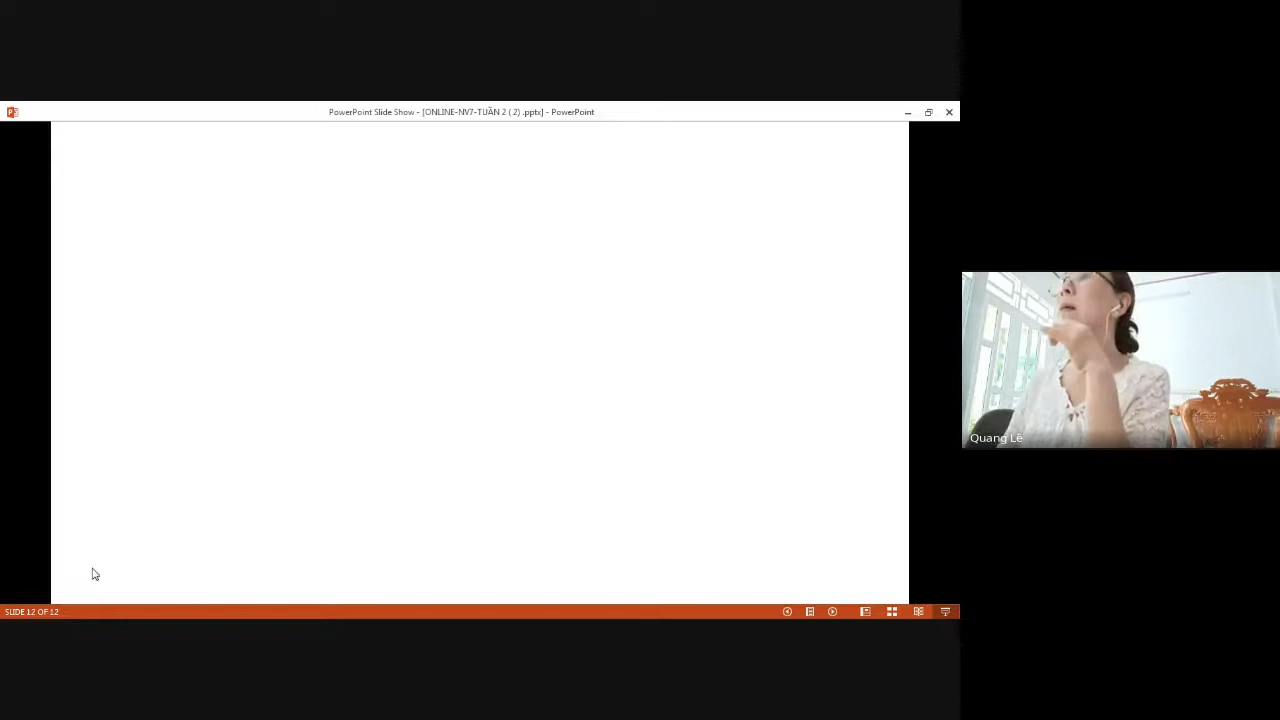 PowerPoint Slide Show - [ONLINE-NV7-TUẦN 2 ( 2) .pptx] - PowerPoint
Quang Lê
SLIDE 12 OF 12